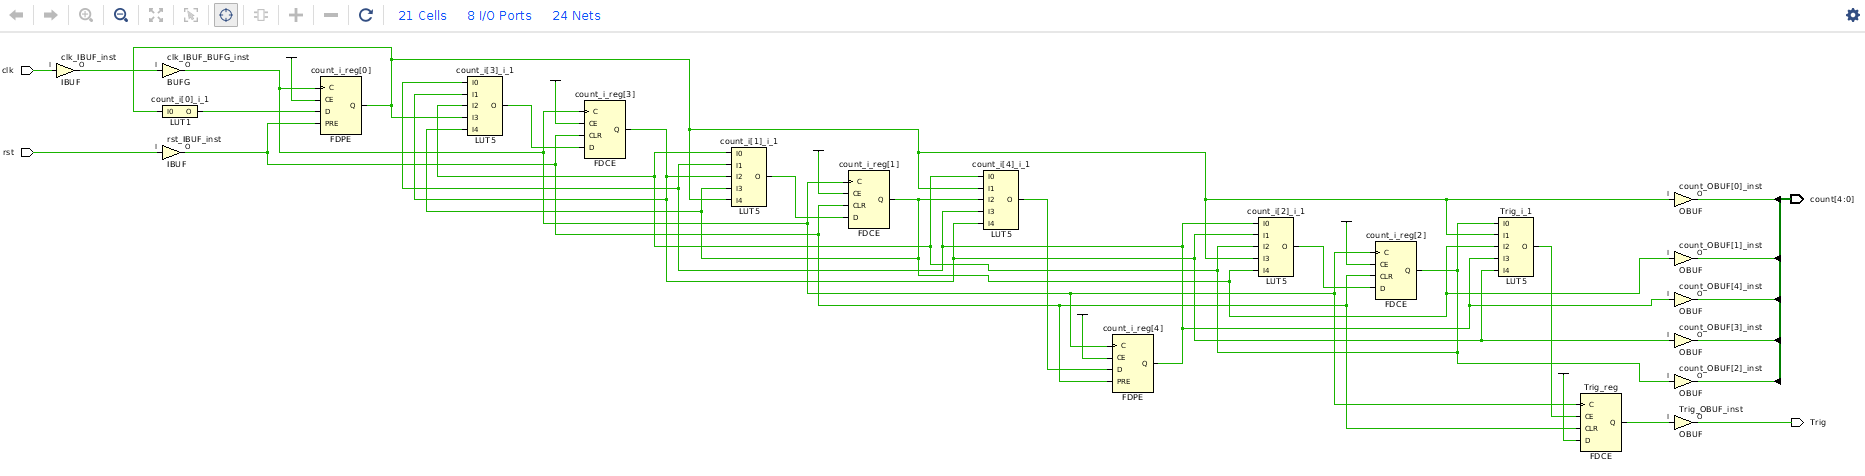 21 Cells 8 I/O Ports 24 Nets
clk
I
clk_IBUF_inst
O
IBUF
I
clk_IBUF_BUFG_inst
O
BUFG
count_i[0]_i_1
I0 O
LUT1
rst
I
rst_IBUF_inst
O
IBUF
count_i_reg[0]
C
CE
D
PRE
Q
FDPE
count_i[3]_i_1
I0
I1
I2
I3
I4
O
LUT5
count_i_reg[3]
C
CE
CLR
D
Q
FDCE
count_i[1]_i_1
I0
I1
I2
I3
I4
O
LUT5
count_i_reg[1]
C
CE
CLR
D
Q
FDCE
count_i[4]_i_1
I0
I1
I2
I3
I4
O
LUT5
count_i_reg[4]
C
CE
D
PRE
Q
FDPE
count_i[2]_i_1
I0
I1
I2
I3
I4
O
LUT5
count_i_reg[2]
C
CE
CLR
D
Q
FDCE
Trig_i_1
I0
I1
I2
I3
I4
O
LUT5
Trig_reg
C
CE
CLR
D
Q
FDCE
count_OBUF[0]_inst
I
O
OBUF
count[4:0]
count_OBUF[1]_inst
I
O
OBUF
count_OBUF[4]_inst
I
O
OBUF
count_OBUF[3]_inst
I
O
OBUF
count_OBUF[2]_inst
I
O
OBUF
Trig_OBUF_inst
I
O
OBUF
Trig